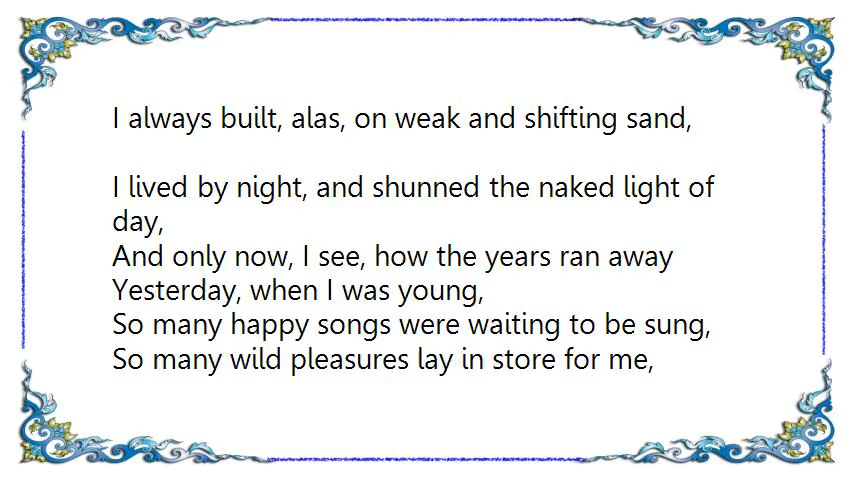 I always built, alas, on weak and shifting sand,
I lived by night, and shunned the naked light of
day,
And only now, I see, how the years ran away
Yesterday, when I was young,
So many happy songs were waiting to be sung,
So many wild pleasures lay in store for me,